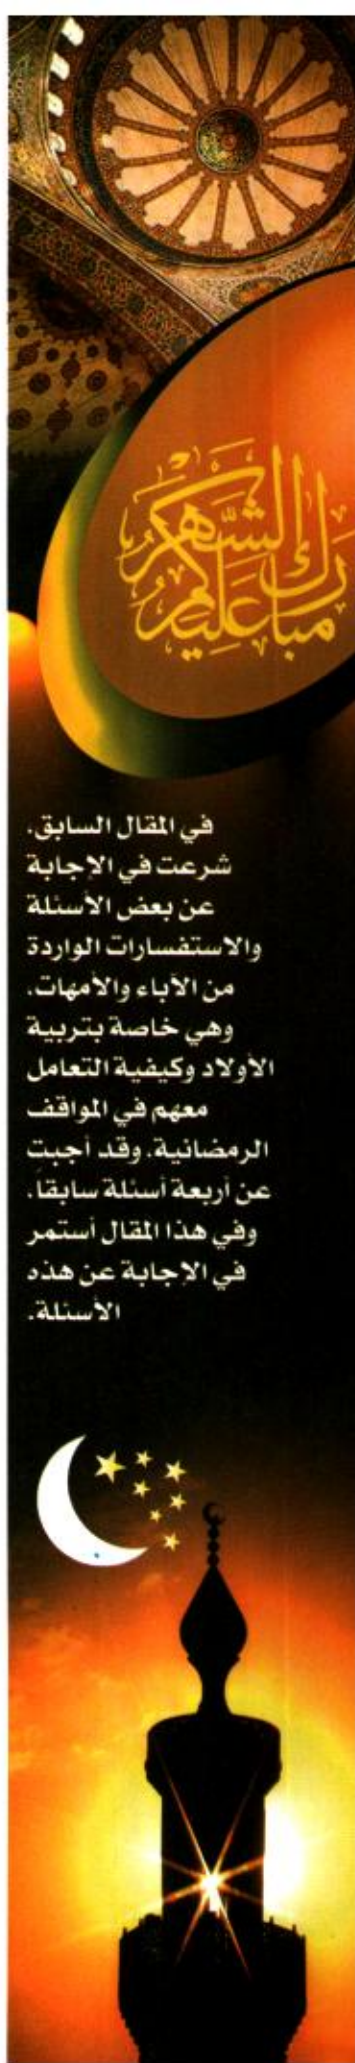 مبارك عليكم الشهر
في المقال السابق،
شرعت في الإجابة
عن بعض الأسئلة
والاستفسارات الواردة
من الآباء والأمهات،
وهي خاصة بتربية
الأولاد وكيفية التعامل
معهم في المواقف
الرمضانية. وقد أجبت
عن أربعة أسئلة سابقاً،
وفي هذا المقال أستمر
في الإجابة عن هذه
الأسئلة.